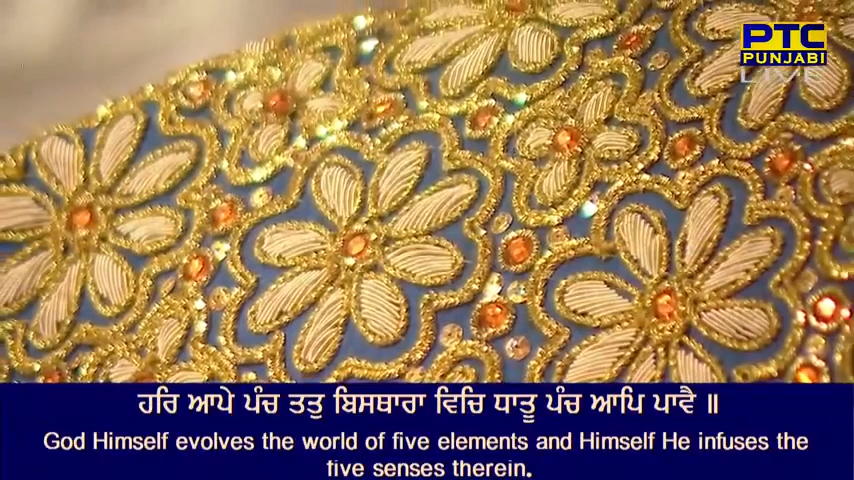 PTC
PUNJABI
LIVE
ਹਰਿ ਆਪੇ ਪੰਚ ਤਤੁ ਬਿਸਥਾਰਾ ਵਿਚਿ ਧਾਤੂ ਪੰਚ ਆਪਿ ਪਾਵੈ ॥
God Himself evolves the world of five elements and Himself He infuses the
five senses therein.